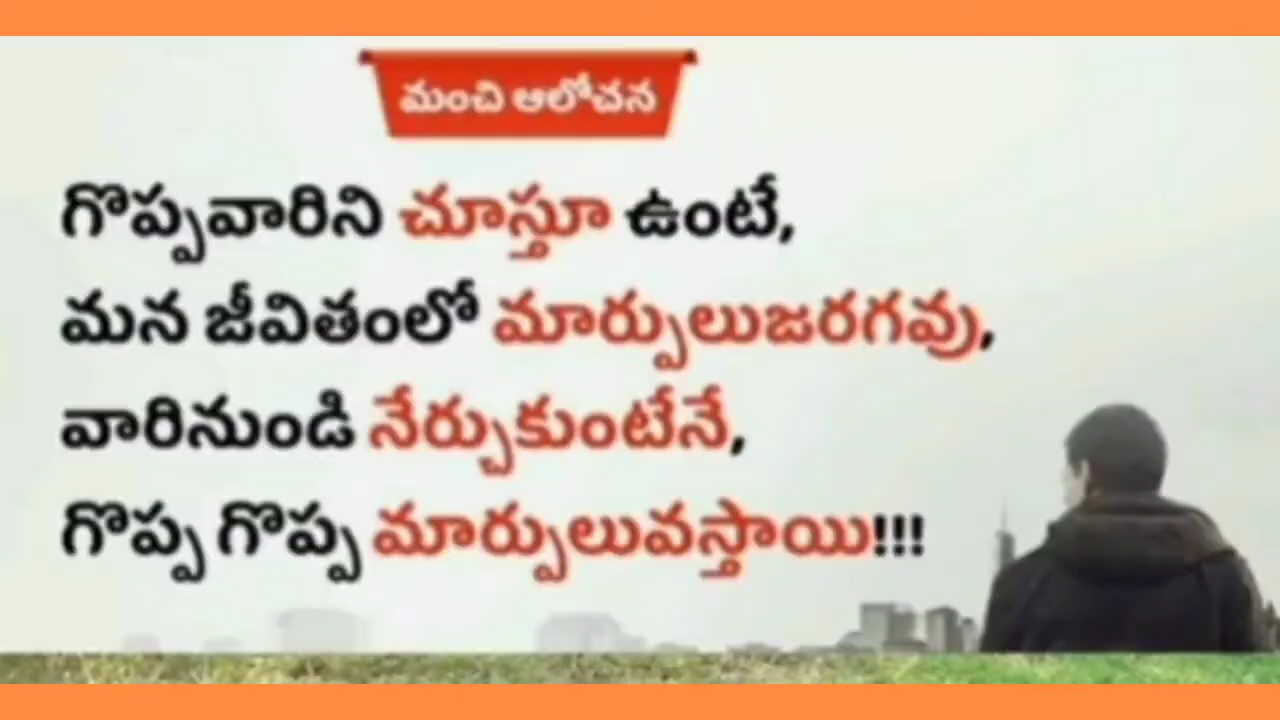 మంచి ఆలోచన
గొప్పవారిని చూస్తూ ఉంటే,
మన జీవితంలో మార్పులుజరగవు,
వారినుండి నేర్చుకుంటేనే,
గొప్ప గొప్ప మార్పులువస్తాయి!!!